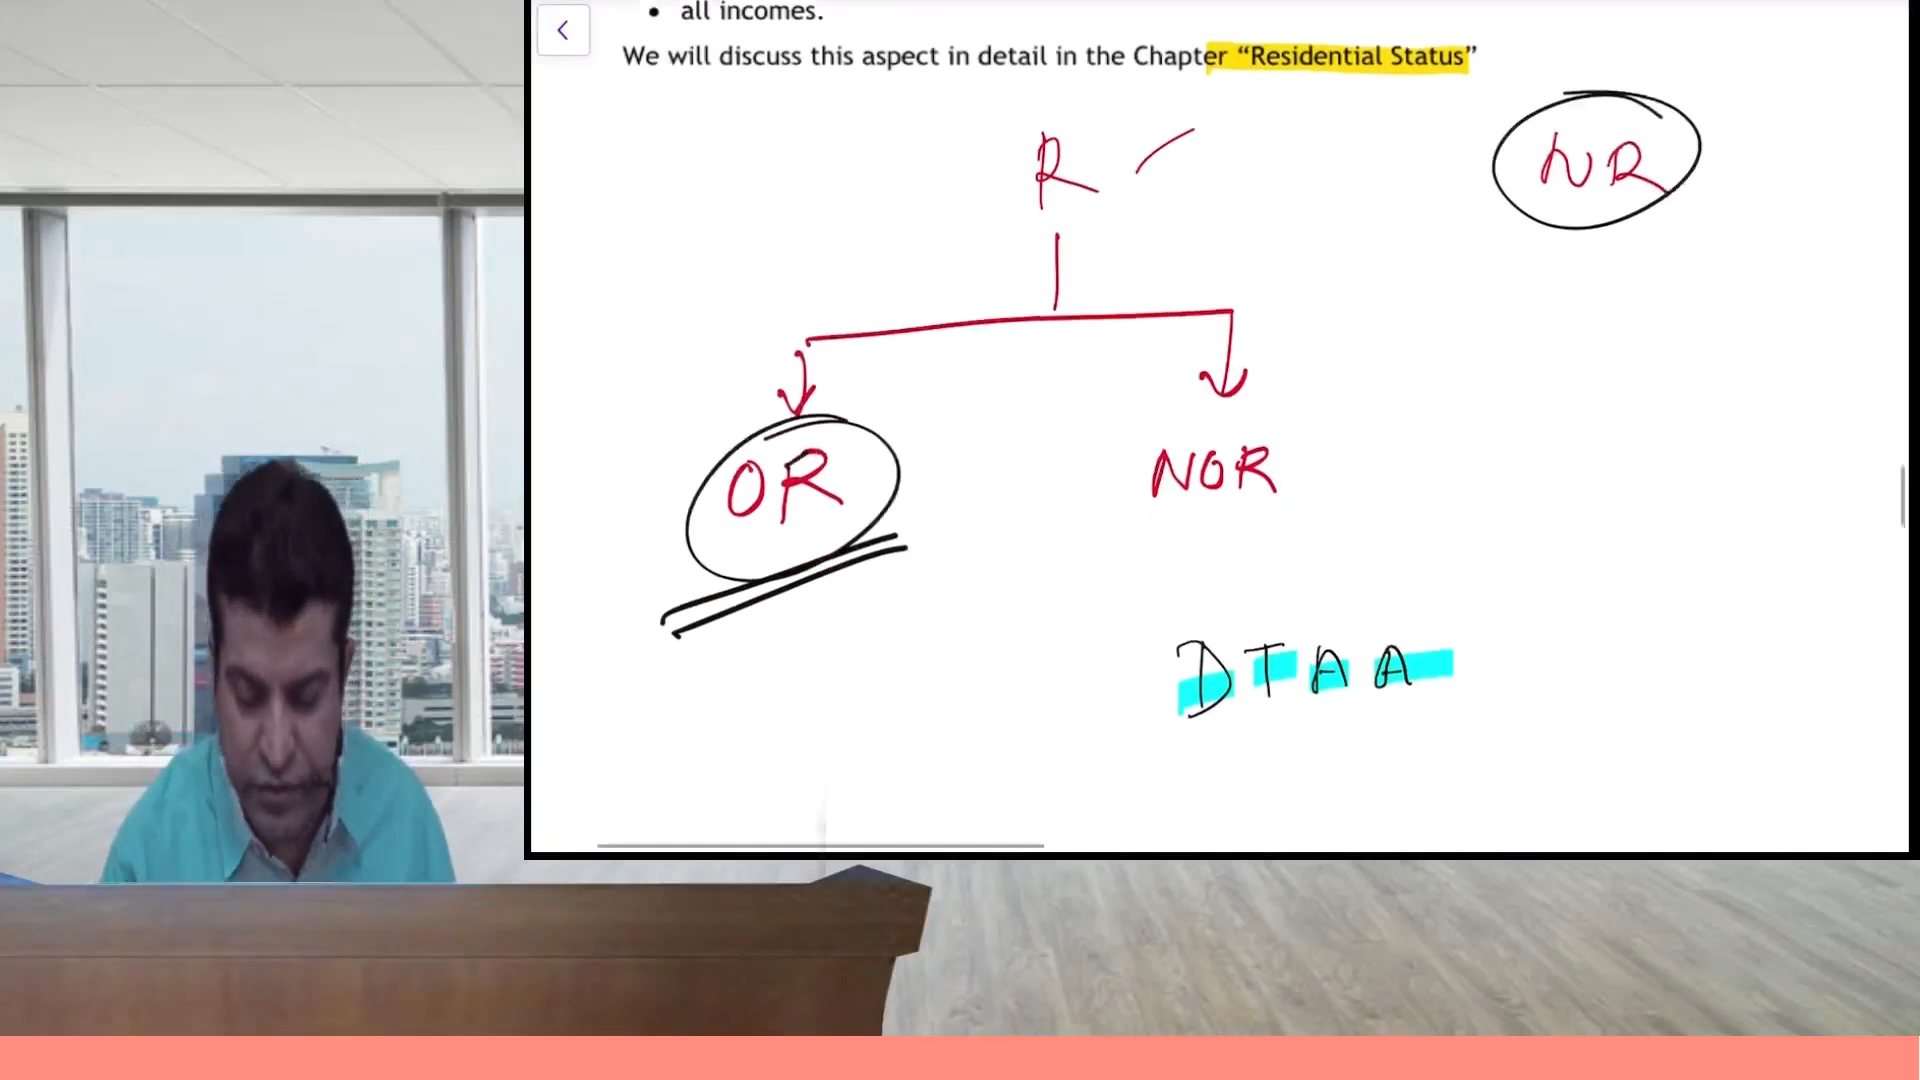 all incomes.
We will discuss this aspect in detail in the Chapter “Residential Status”
R NR
OR NOR
DTAA